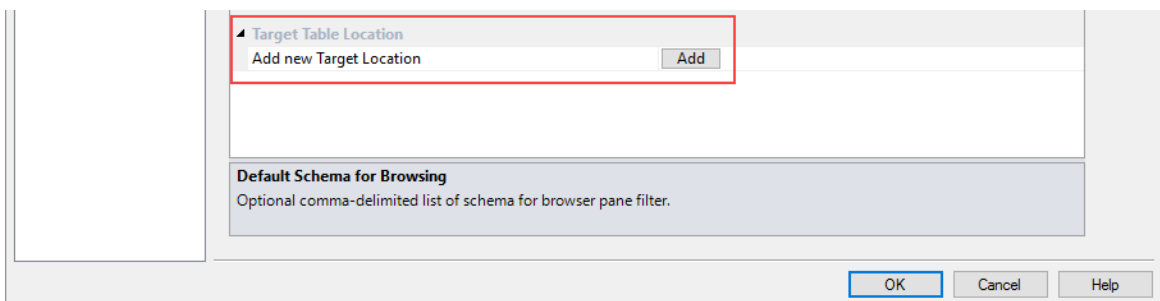 Target Table Location
Add new Target Location Add
Default Schema for Browsing
Optional comma-delimited list of schema for browser pane filter.
OK Cancel Help